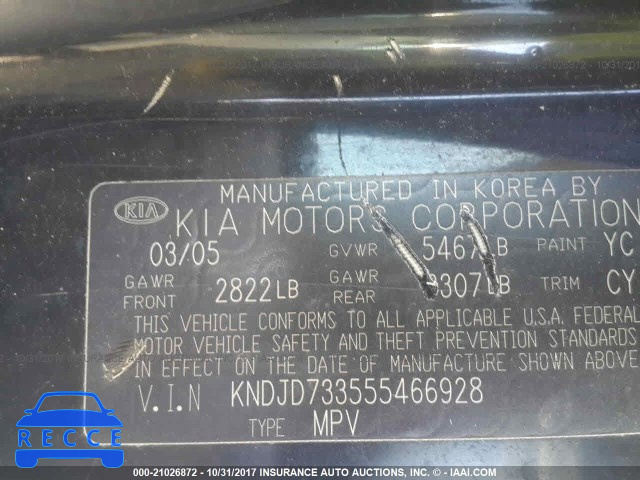 MANUFACTURED IN KOREA BY
KIA KIA MOTORS CORPORATION
03/05 GVWR PAINT YC
GAWR FRONT 2822LB GAWR REAR TRIM CY
THIS VEHICLE CONFORMS TO ALL APPLICABLE U.S.A. FEDERAL
MOTOR VEHICLE SAFETY AND THEFT PREVENTION STANDARDS
IN EFFECT ON THE DATE OF MANUFACTURE SHOWN ABOVE
V.I.N KNDJD733555466928
TYPE MPV
RECCE
000-21026872 - 10/31/2017 - INSURANCE AUTO AUCTIONS, INC. - © - IAAI.COM